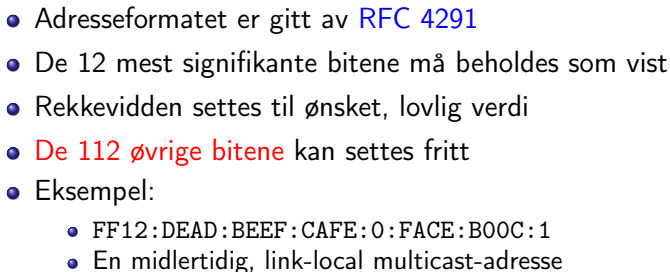 Adresseformatet er gitt av RFC 4291
De 12 mest signifikante bitene må beholdes som vist
Rekkevidden settes til ønsket, lovlig verdi
De 112 øvrige bitene kan settes fritt
Eksempel:
FF12:DEAD:BEEF:CAFE:0:FACE:B00C:1
En midlertidig, link-local multicast-adresse